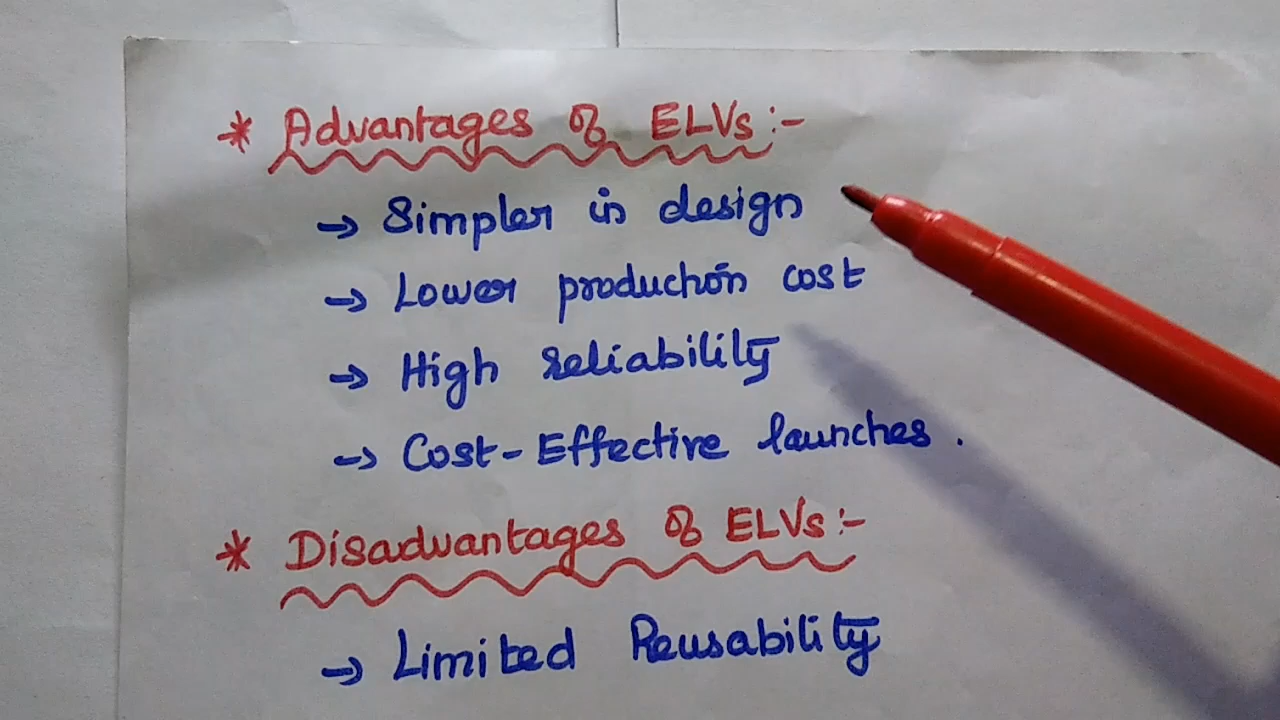 * Advantages of ELVs:-
→ Simpler in design
→ Lower production cost
→ High reliability
→ Cost-Effective launches.
* Disadvantages of ELVs:-
→ Limited Reusability